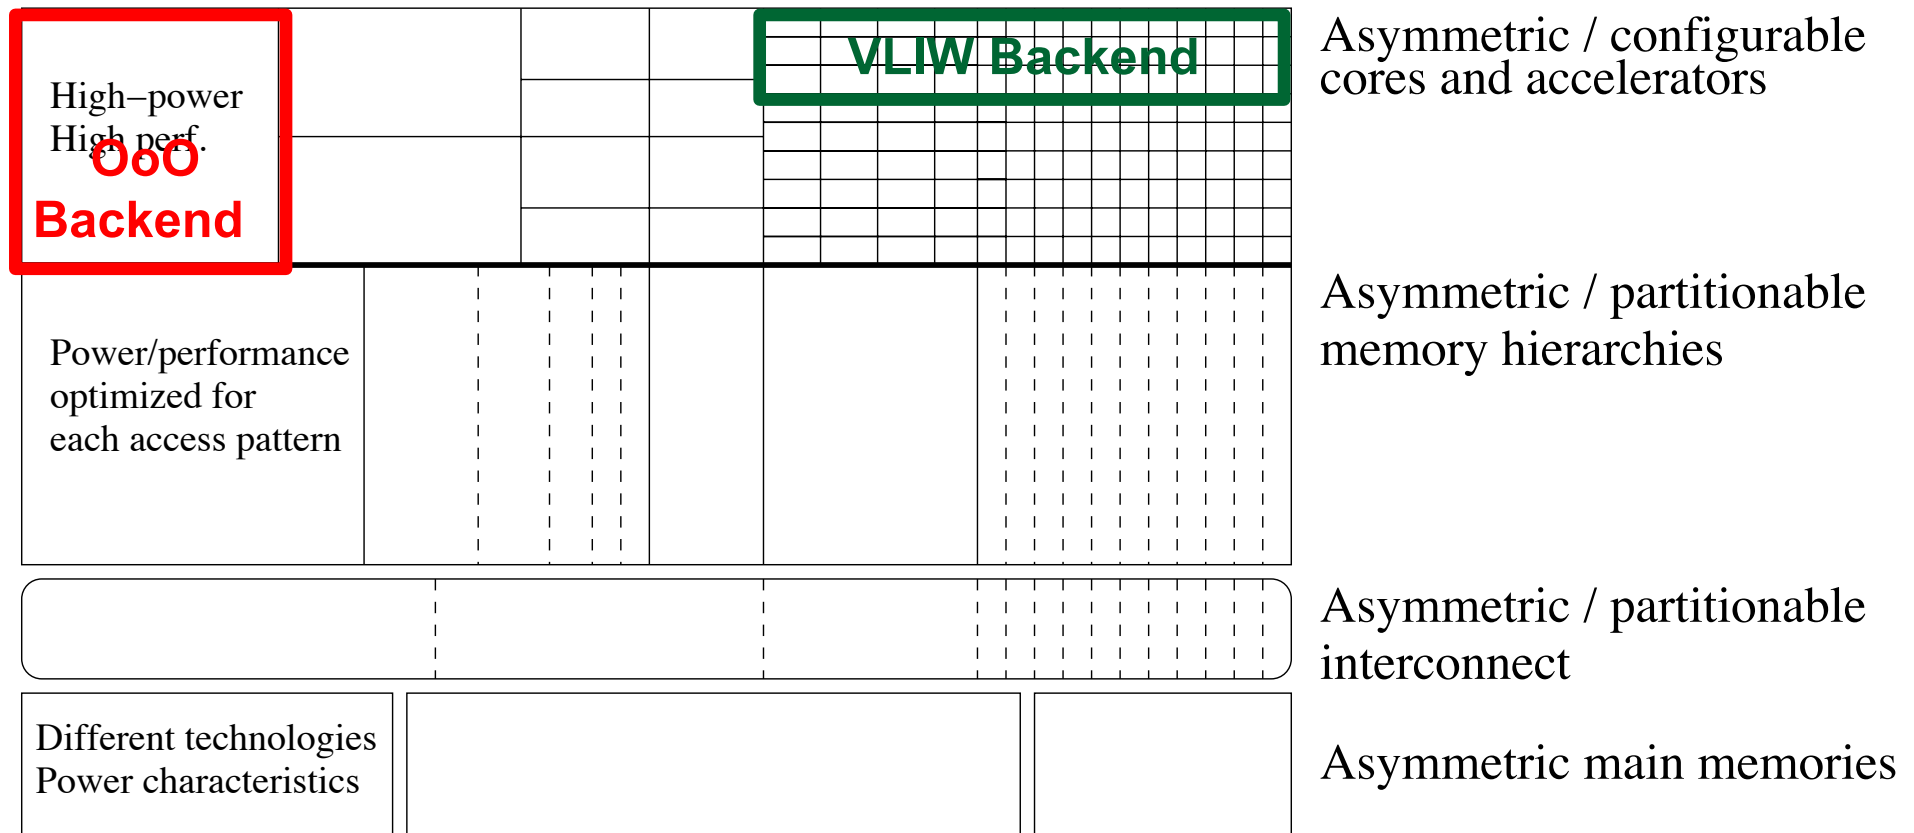 High–power
High perf.
OoO
Backend
VLIW Backend
Asymmetric / configurable
cores and accelerators
Power/performance
optimized for
each access pattern
Asymmetric / partitionable
memory hierarchies
Asymmetric / partitionable
interconnect
Different technologies
Power characteristics
Asymmetric main memories